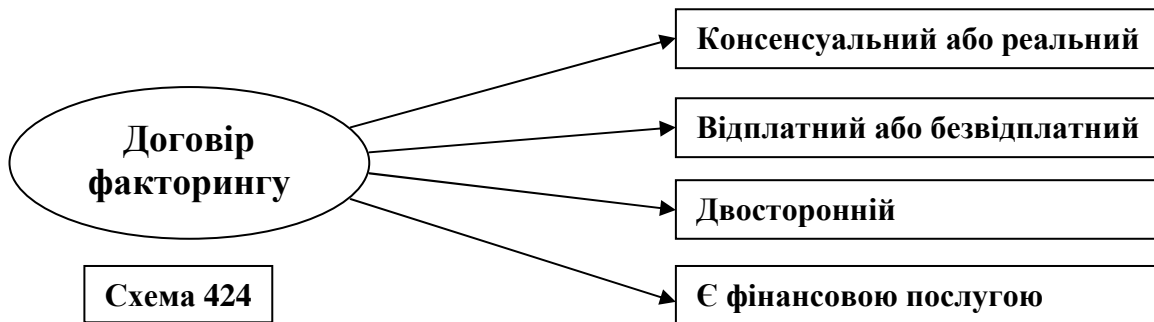 Договір
факторингу
Консенсуальний або реальний
Відплатний або безвідплатний
Двосторонній
Є фінансовою послугою
Схема 424